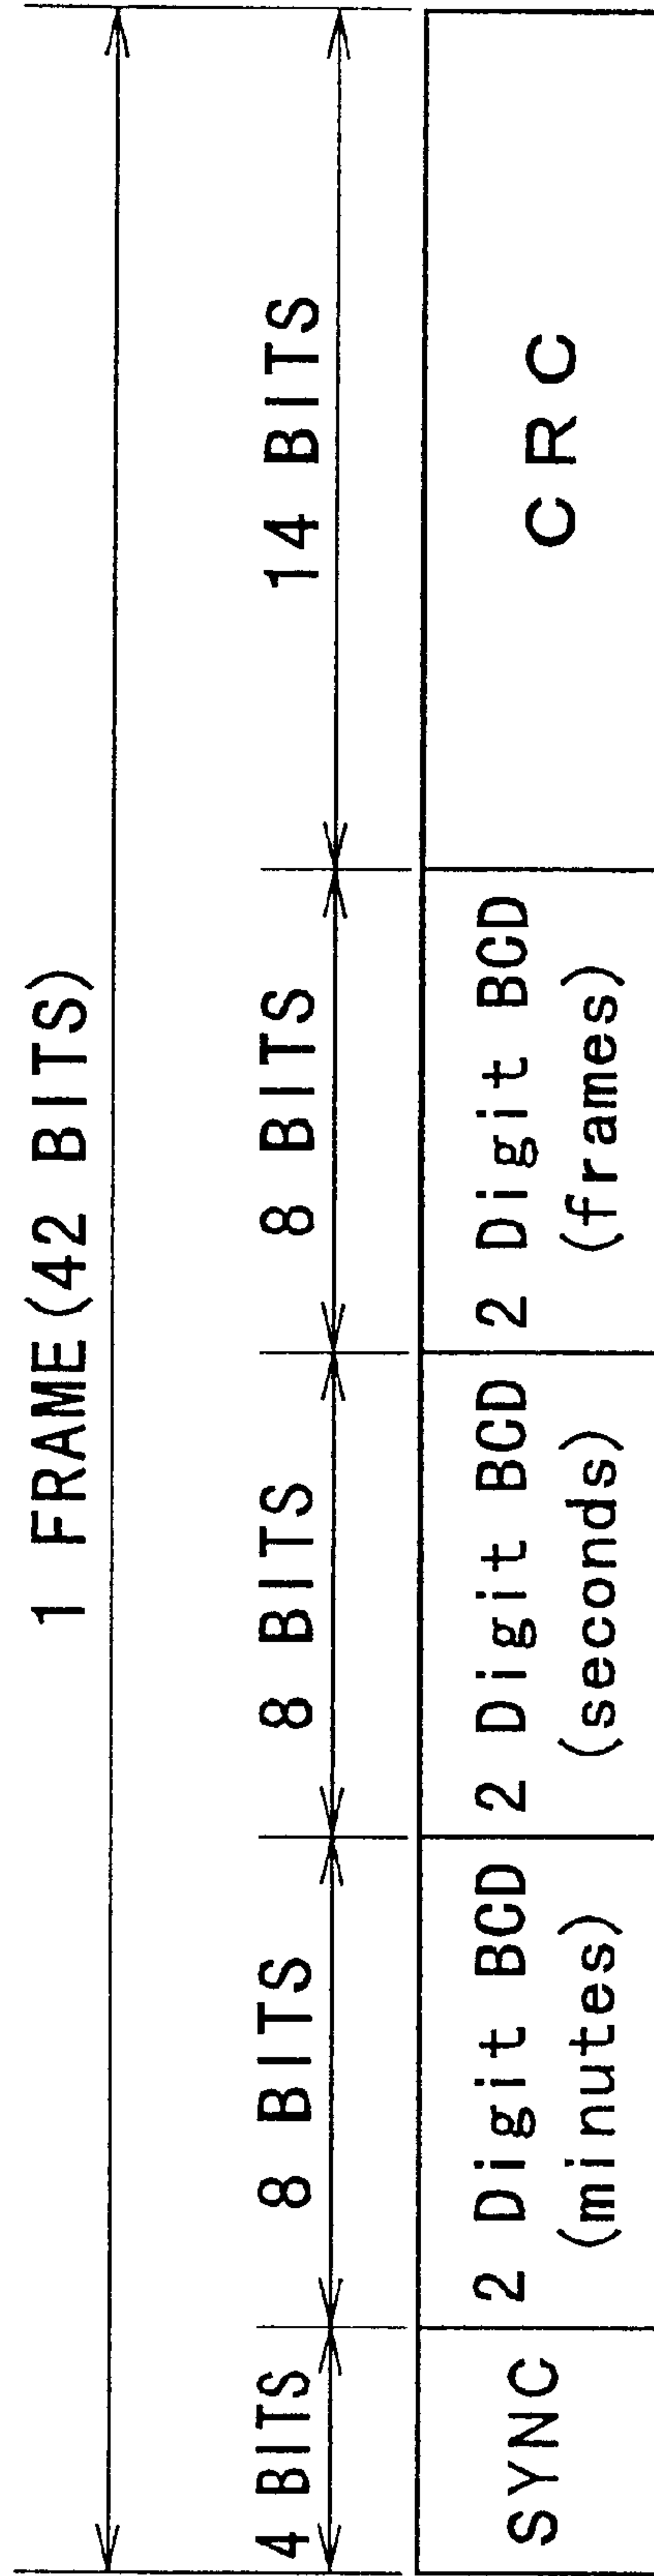 1 FRAME(42 BITS)
4 BITS
8 BITS
8 BITS
8 BITS
14 BITS
SYNC
2 Digit BCD
(minutes)
2 Digit BCD
(seconds)
2 Digit BCD
(frames)
CRC